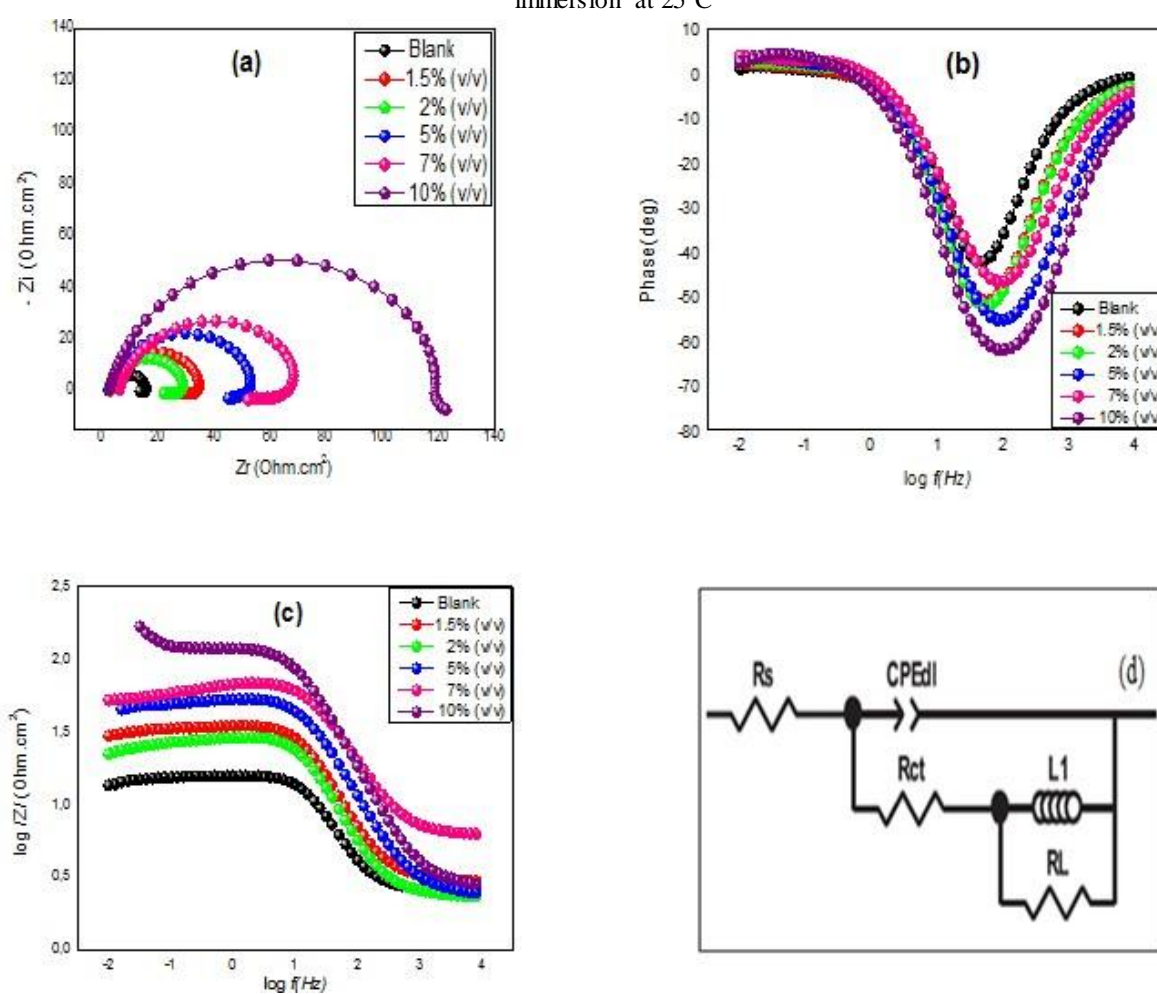 immersion at 25°C
140
120
100
80
60
40
20
0
- Zi (Ohm.cm²)
(a)
Blank
1.5% (v/v)
2% (v/v)
5% (v/v)
7% (v/v)
10% (v/v)
0 20 40 60 80 100 120 140
Zr (Ohm.cm²)
10
0
-10
-20
-30
-40
-50
-60
-70
-80
Phase(deg)
(b)
Blank
1.5% (v/v
2% (v/v
5% (v/v
7% (v/v
10% (v/v
-2 -1 0 1 2 3 4
log f(Hz)
2,5
2,0
1,5
1,0
0,5
0,0
log /Z/ (Ohm.cm²)
(c)
Blank
1.5% (v/v)
2% (v/v)
5% (v/v)
7% (v/v)
10% (v/v)
-2 -1 0 1 2 3 4
log f(Hz)
(d)
Rs
CPEdl
Rct
L1
RL